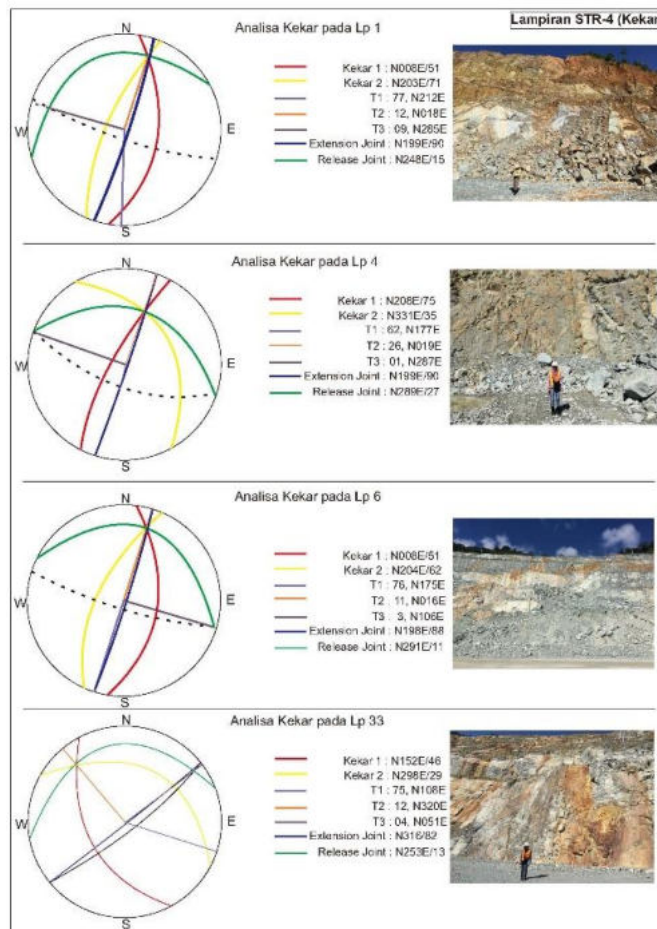 Lampiran STR-4 (Kekar
Analisa Kekar pada Lp 1
N
W
E
S
Kekar 1 : N008E/51
Kekar 2 : N203E/71
T1 : 77, N212E
T2 : 12, N018E
T3 : 09, N285E
Extension Joint : N199E/90
Release Joint : N248E/15
Analisa Kekar pada Lp 4
N
W
E
S
Kekar 1 : N208E/75
Kekar 2 : N331E/35
T1 : 62, N177E
T2 : 26, N019E
T3 : 01, N287E
Extension Joint : N199E/90
Release Joint : N289E/27
Analisa Kekar pada Lp 6
N
W
E
S
Kekar 1 : N008E/51
Kekar 2 : N204E/62
T1 : 76, N175E
T2 : 11, N016E
T3 : 3, N106E
Extension Joint : N198E/88
Release Joint : N291E/11
Analisa Kekar pada Lp 33
N
W
E
S
Kekar 1 : N152E/46
Kekar 2 : N298E/29
T1 : 75, N108E
T2 : 12, N320E
T3 : 04, N051E
Extension Joint : N316/82
Release Joint : N253E/13